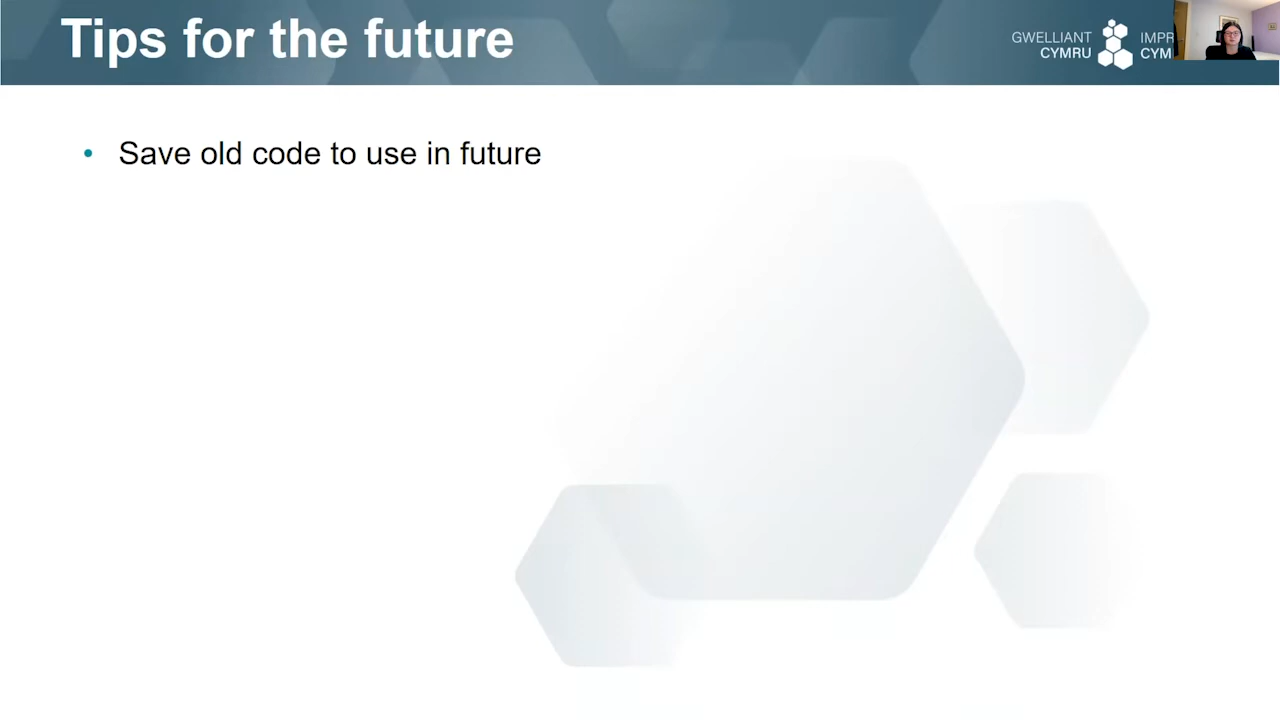 Tips for the future
GWELLIANT
CYMRU
• Save old code to use in future